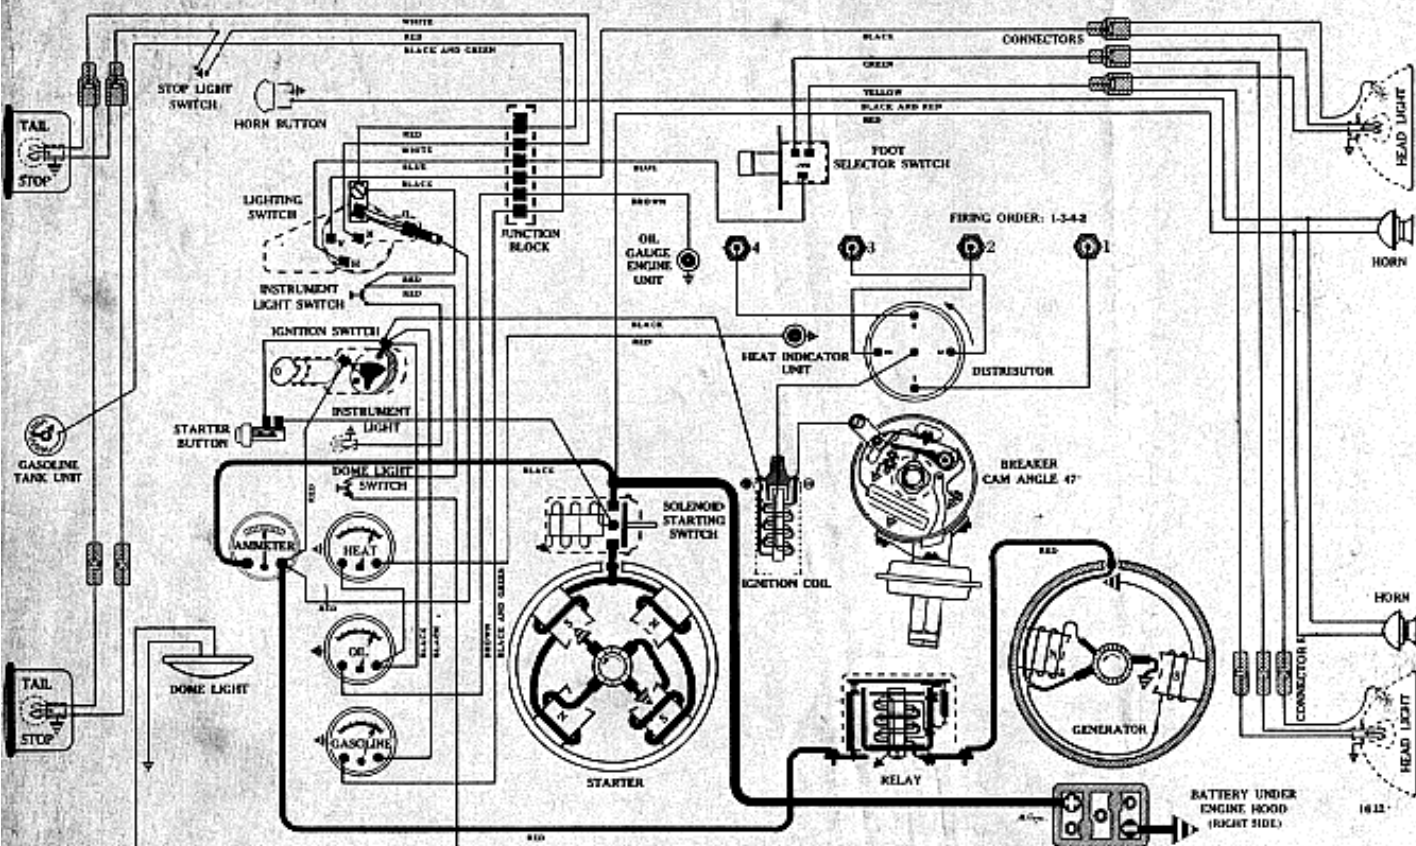 WHITE
RED
BLACK AND GREEN
STOP LIGHT
SWITCH
HORN BUTTON
TAIL
STOP
RED
WHITE
BLUE
BLACK
LIGHTING
SWITCH
JUNCTION
BLOCK
BLACK
CONNECTORS
GREEN
YELLOW
BLACK AND RED
RED
FOOT
SELECTOR SWITCH
HEAD LIGHT
BLUE
BROWN
OIL
GAUGE
ENGINE
UNIT
FIRING ORDER: 1-3-4-2
4
3
2
1
HORN
RED
RED
INSTRUMENT
LIGHT SWITCH
IGNITION SWITCH
BLACK
RED
HEAT INDICATOR
UNIT
DISTRIBUTOR
INSTRUMENT
LIGHT
STARTER
BUTTON
GASOLINE
TANK UNIT
DOME LIGHT
SWITCH
RED
BLACK
SOLENOID
STARTING
SWITCH
BREAKER
CAM ANGLE 47°
IGNITION COIL
AMMETER
HEAT
OIL
GASOLINE
RED
BLACK
BLACK
BROWN
BLACK AND GREEN
N
S
N
S
STARTER
RED
N
S
GENERATOR
HORN
CONNECTOR
HEAD LIGHT
TAIL
STOP
DOME LIGHT
RELAY
RED
BATTERY UNDER
ENGINE HOOD
(RIGHT SIDE)